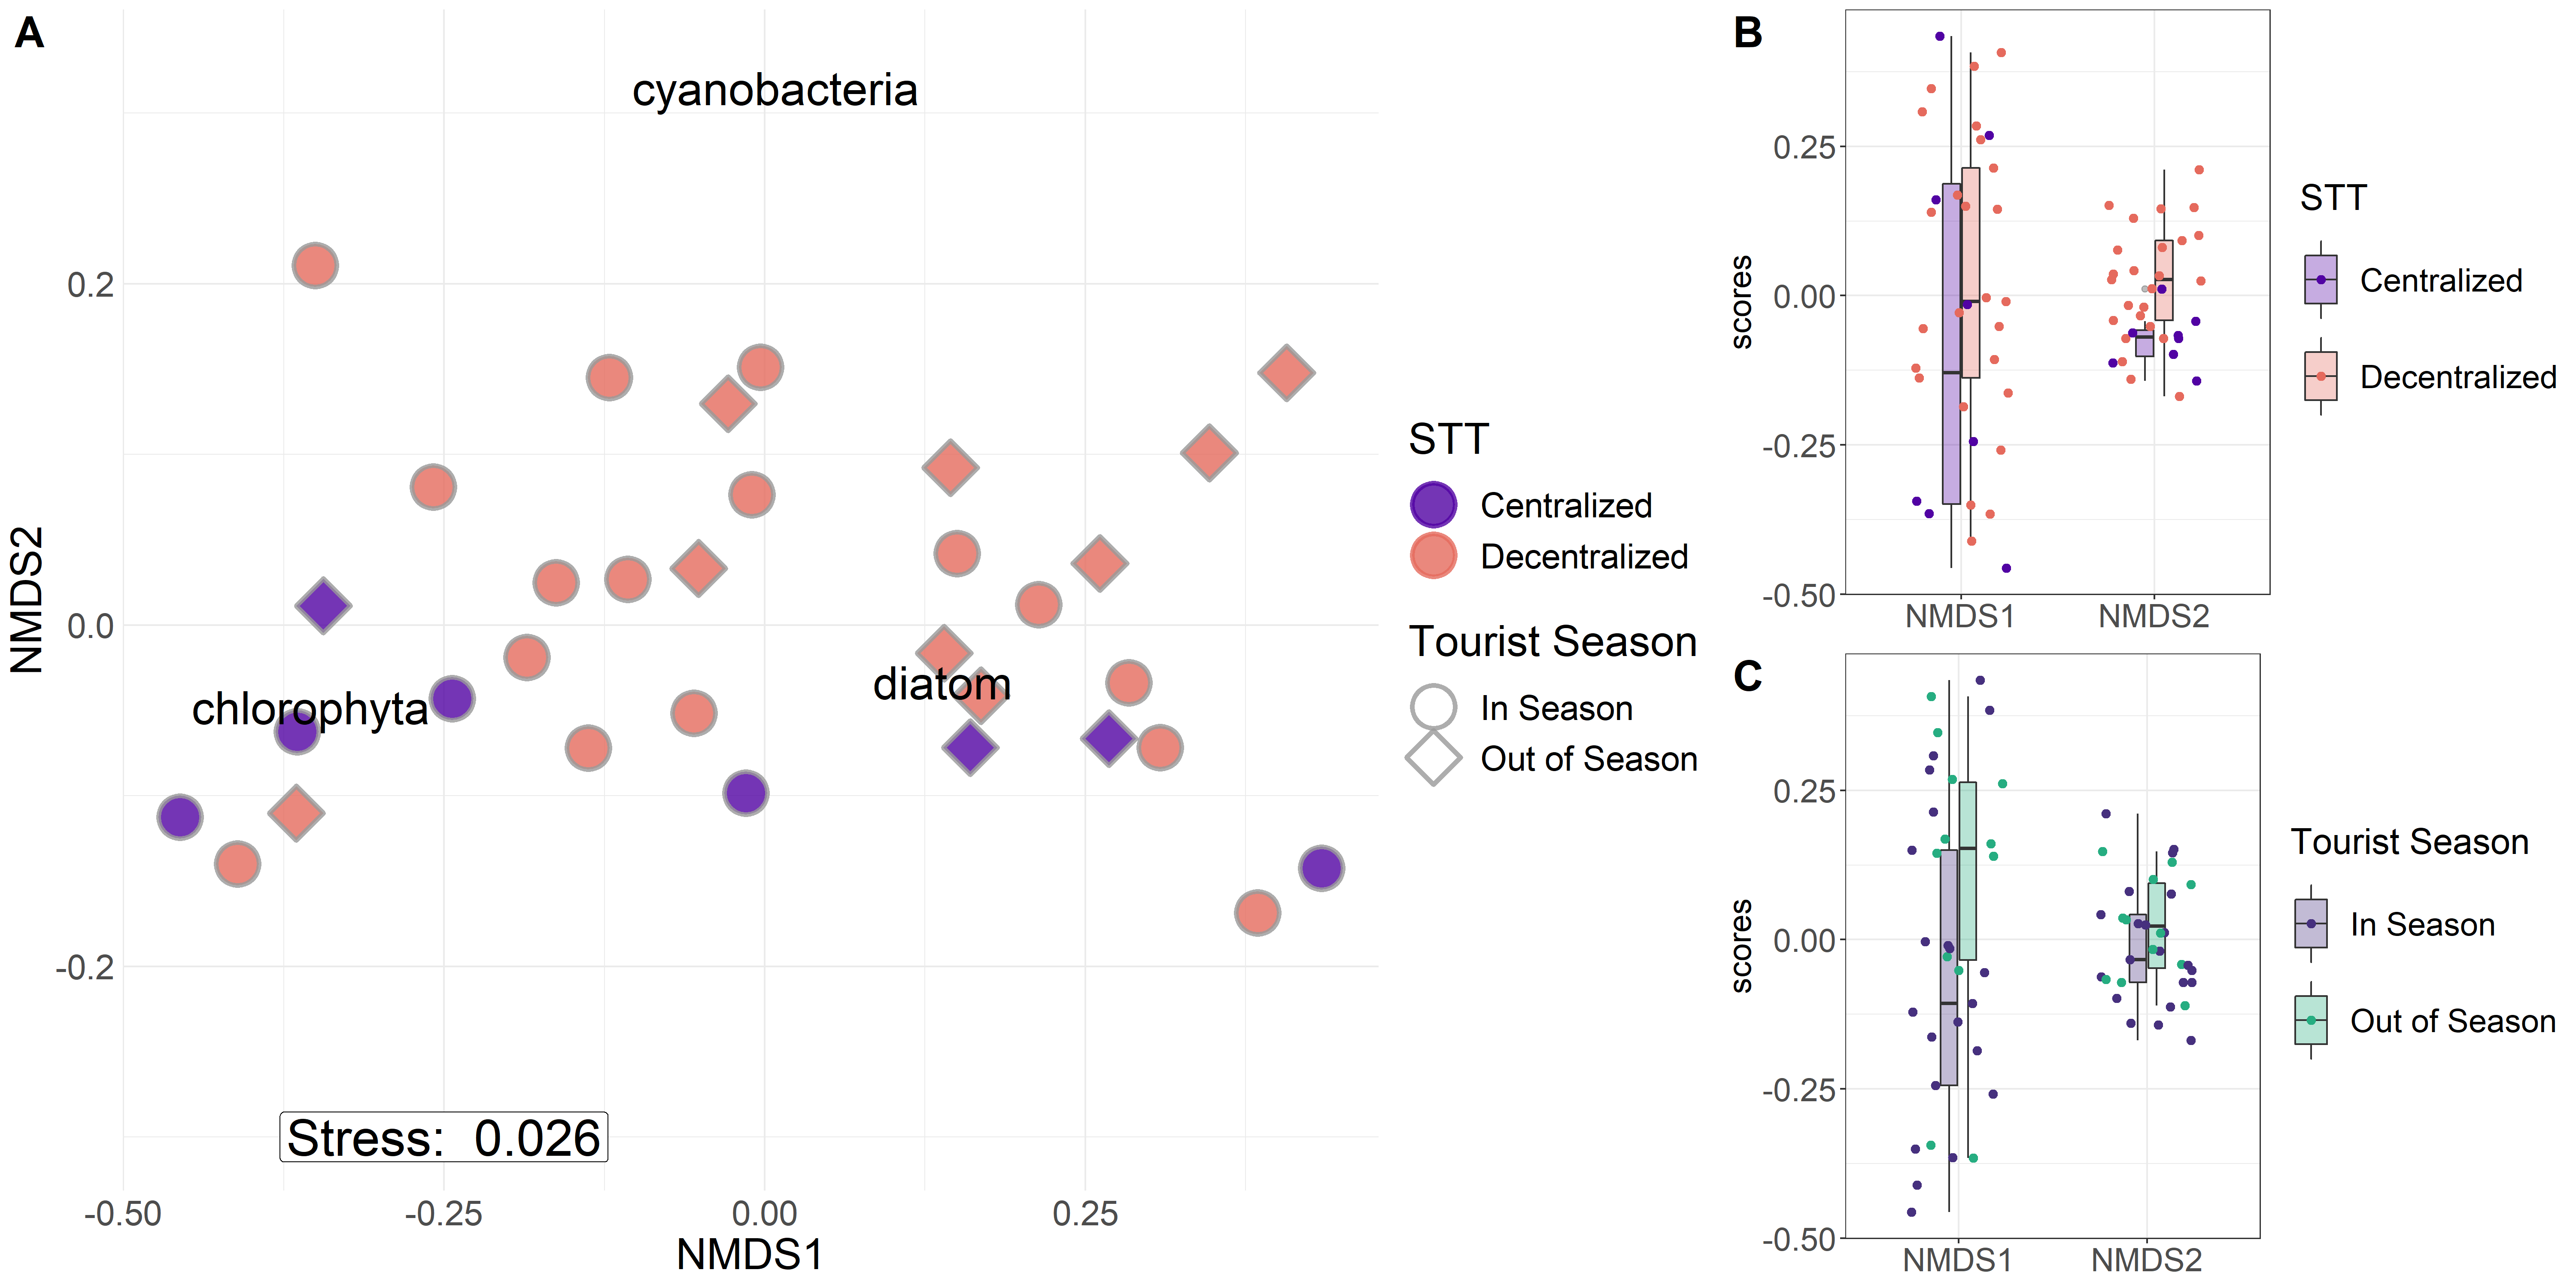 A
cyanobacteria
0.2
0.0
-0.2
NMDS2
chlorophyta
diatom
Stress: 0.026
-0.50
-0.25
0.00
0.25
NMDS1
STT
Centralized
Decentralized
Tourist Season
In Season
Out of Season
B
0.25
0.00
-0.25
-0.50
scores
NMDS1
NMDS2
STT
Centralized
Decentralized
C
0.25
0.00
-0.25
-0.50
scores
NMDS1
NMDS2
Tourist Season
In Season
Out of Season